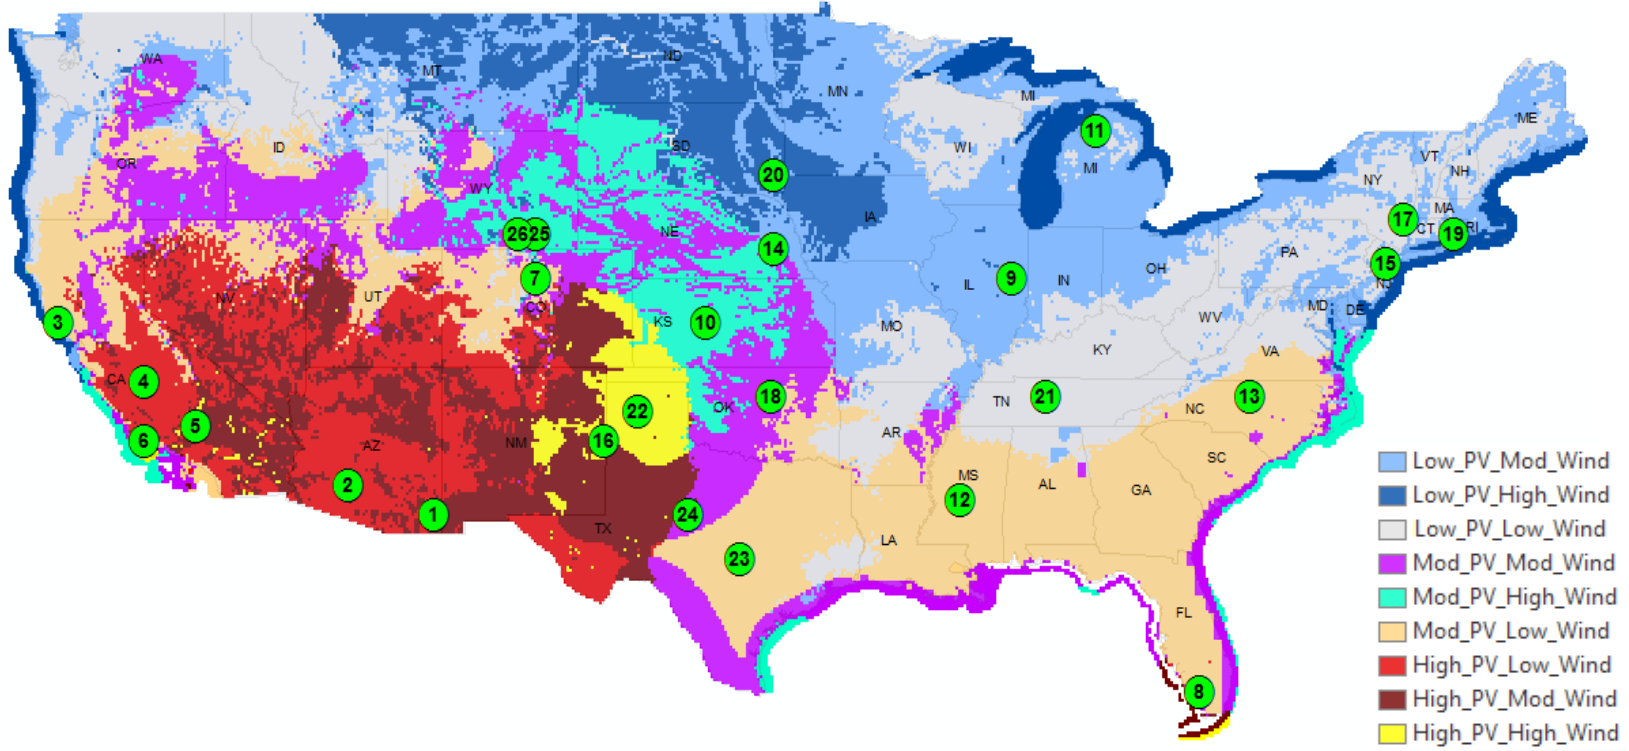 WA
MT
ND
MN
MI
ME
OR
ID
SD
WI
11
MI
VT
NH
NY
WY
20
IA
MA
17
CT
RI
19
26
25
NE
14
PA
15
NJ
7
CO
NV
UT
IL
9
IN
OH
MD
DE
WV
3
KS
10
MO
KY
VA
CA
4
5
6
22
16
OK
18
TN
21
NC
13
AZ
NM
AR
SC
2
1
MS
12
AL
GA
24
TX
23
LA
FL
8
Low_PV_Mod_Wind
Low_PV_High_Wind
Low_PV_Low_Wind
Mod_PV_Mod_Wind
Mod_PV_High_Wind
Mod_PV_Low_Wind
High_PV_Low_Wind
High_PV_Mod_Wind
High_PV_High_Wind